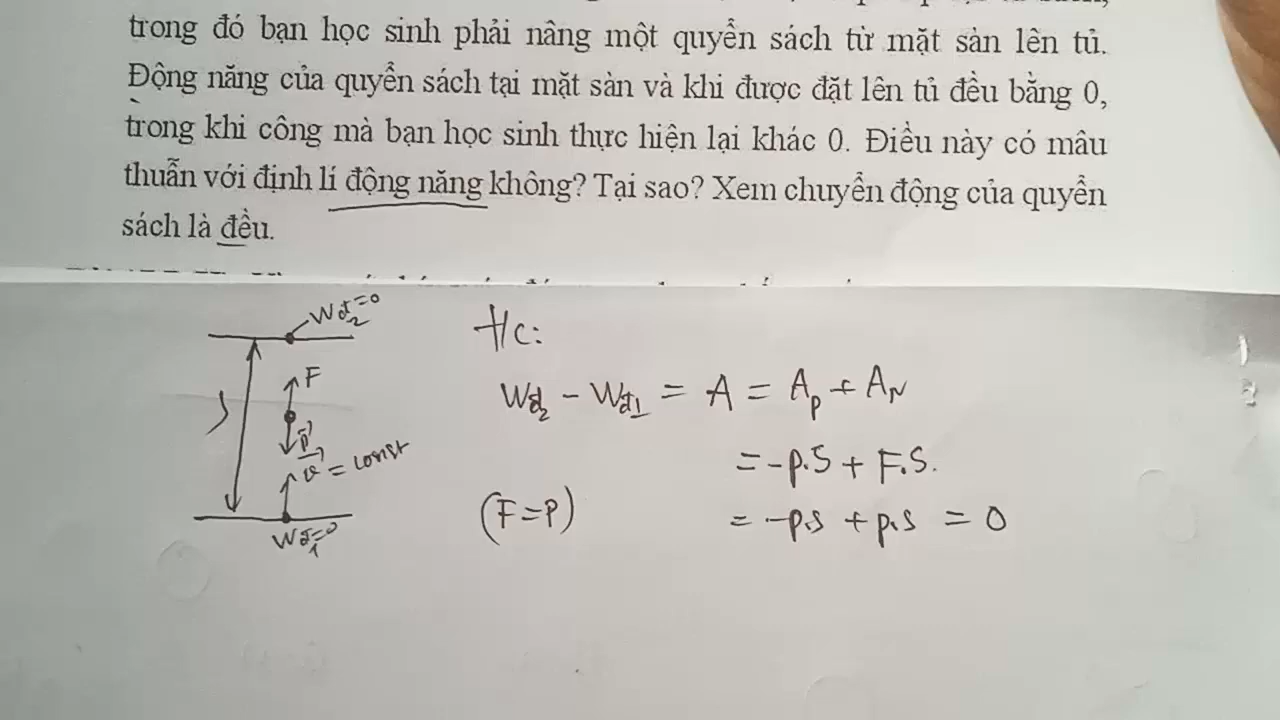 trong đó bạn học sinh phải nâng một quyển sách từ mặt sàn lên tủ.
Động năng của quyển sách tại mặt sàn và khi được đặt lên tủ đều bằng 0,
trong khi công mà bạn học sinh thực hiện lại khác 0. Điều này có mâu
thuẫn với định lí động năng không? Tại sao? Xem chuyển động của quyển
sách là đều.
Wđ₂=0
F
P
v = const
Wđ₁=0
Wđ₂ - Wđ₁ = A = Ap + AN
= -P.S + F.S.
(F=P)
= -P.S + P.S = 0